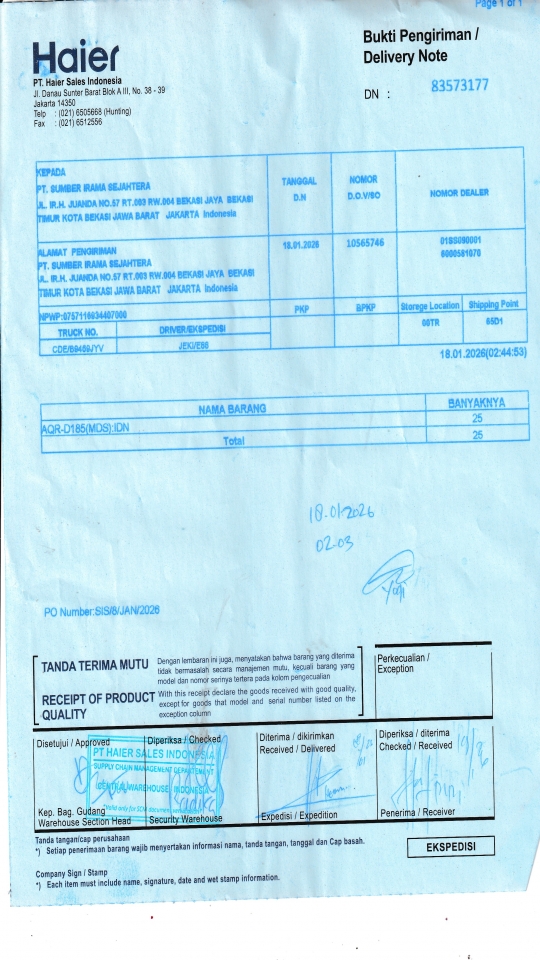 Page 1 of 1
Haier
PT. Haier Sales Indonesia
Jl. Danau Sunter Barat Blok A III, No. 38 - 39
Jakarta 14350
Telp : (021) 6505668 (Hunting)
Fax : (021) 6512556
Bukti Pengiriman /
Delivery Note
DN : 83573177
KEPADA
PT. SUMBER IRAMA SEJAHTERA
JL. IR.H. JUANDA NO.57 RT.003 RW.004 BEKASI JAYA BEKASI
TIMUR KOTA BEKASI JAWA BARAT JAKARTA Indonesia
TANGGAL
D.N
NOMOR
D.O./SO
NOMOR DEALER
ALAMAT PENGIRIMAN
PT. SUMBER IRAMA SEJAHTERA
JL. IR.H. JUANDA NO.57 RT.003 RW.004 BEKASI JAYA BEKASI
TIMUR KOTA BEKASI JAWA BARAT JAKARTA Indonesia
18.01.2026
10565746
NPWP:0757116634407000
PKP
BPKP
Storege Location
Shipping Point
00TR
65D1
TRUCK NO.
DRIVER/EKSPEDISI
18.01.2026(02:44:53)
NAMA BARANG
BANYAKNYA
AQR-D185(MDS):IDN
25
Total
25
18.01.2026
02.03
Yogi
PO Number:SIS/8/JAN/2026
TANDA TERIMA MUTU
Dengan lembaran ini juga, menyatakan bahwa barang yang diterima
tidak bermasalah secara manajemen mutu, kecuali barang yang
model dan nomor serinya tertera pada kolom pengecualian
RECEIPT OF PRODUCT
QUALITY
With this receipt declare the goods received with good quality,
except for goods that model and serial number listed on the
exception column
Perkecualian /
Exception
Disetujui / Approved
Diperiksa / Checked
Diterima / dikirimkan
Received / Delivered
Diperiksa / diterima
Checked / Received
PT HAIER SALES INDONESIA
SUPPLY CHAIN MANAGEMENT DEPARTEMENT
CENTRAL WAREHOUSE INDONESIA
Kep. Bag. Gudang
Warehouse Section Head
Security Warehouse
Expedisi / Expedition
Penerima / Receiver
Tanda tangan/cap perusahaan
*) Setiap penerimaan barang wajib menyertakan informasi nama, tanda tangan, tanggal dan Cap basah.
EKSPEDISI
Company Sign / Stamp
*) Each item must include name, signature, date and wet stamp information.